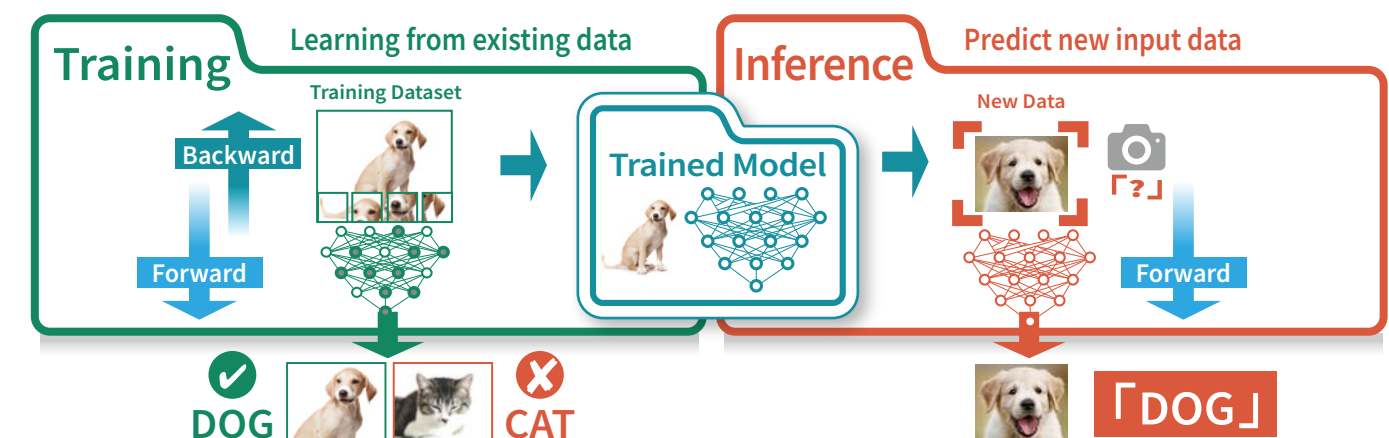 Training
Learning from existing data
Training Dataset
Backward
Forward
DOG
CAT
Trained Model
Inference
Predict new input data
New Data
「?」
Forward
「DOG」